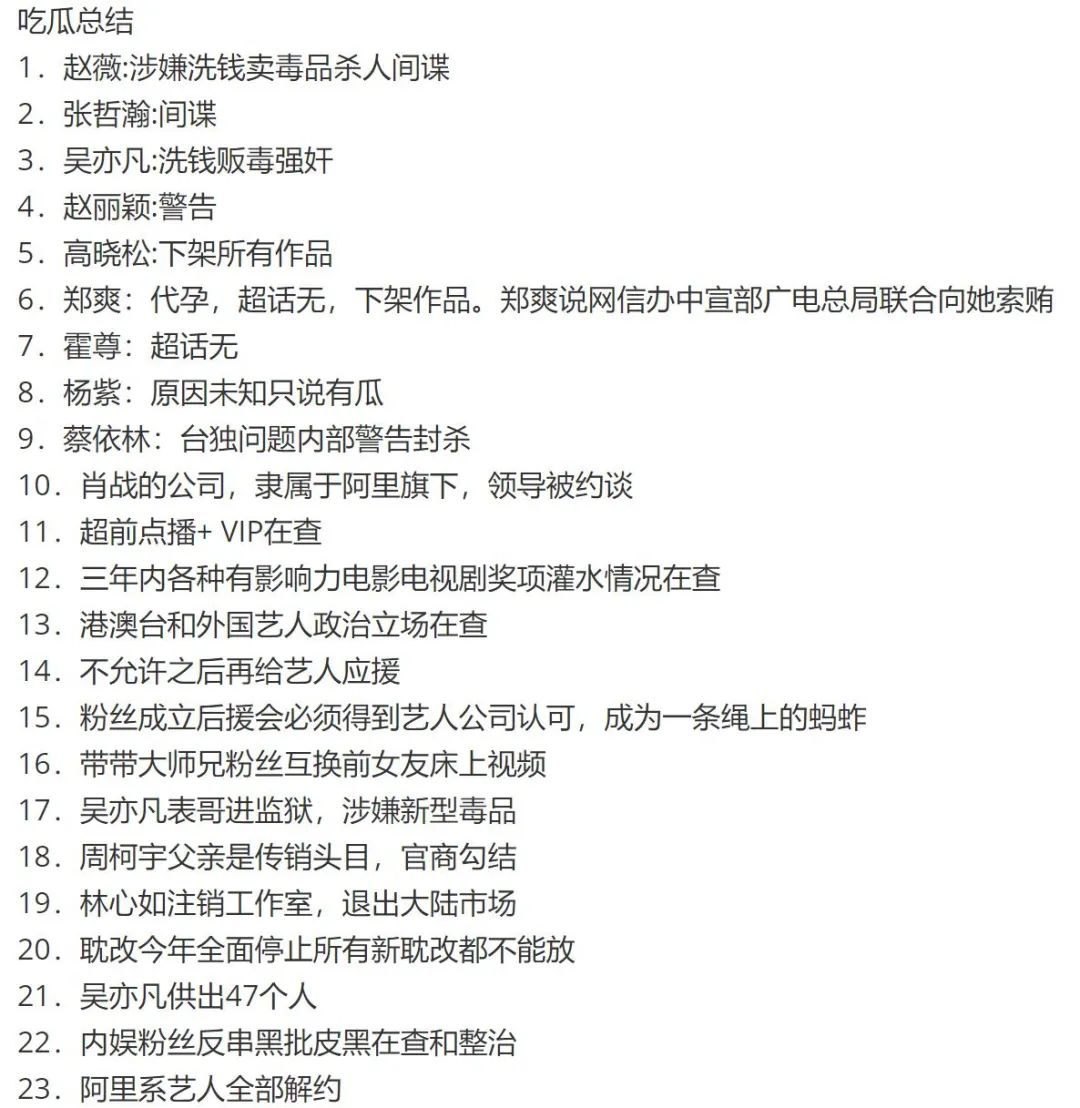 吃瓜总结
1．赵薇:涉嫌洗钱卖毒品杀人间谍
2．张哲瀚:间谍
3．吴亦凡:洗钱贩毒强奸
4．赵丽颖:警告
5．高晓松:下架所有作品
6．郑爽：代孕，超话无，下架作品。郑爽说网信办中宣部广电总局联合向她索贿
7．霍尊：超话无
8．杨紫：原因未知只说有瓜
9．蔡依林：台独问题内部警告封杀
10．肖战的公司，隶属于阿里旗下，领导被约谈
11．超前点播+ VIP在查
12．三年内各种有影响力电影电视剧奖项灌水情况在查
13．港澳台和外国艺人政治立场在查
14．不允许之后再给艺人应援
15．粉丝成立后援会必须得到艺人公司认可，成为一条绳上的蚂蚱
16．带带大师兄粉丝互换前女友床上视频
17．吴亦凡表哥进监狱，涉嫌新型毒品
18．周柯宇父亲是传销头目，官商勾结
19．林心如注销工作室，退出大陆市场
20．耽改今年全面停止所有新耽改都不能放
21．吴亦凡供出47个人
22．内娱粉丝反串黑批皮黑在查和整治
23．阿里系艺人全部解约